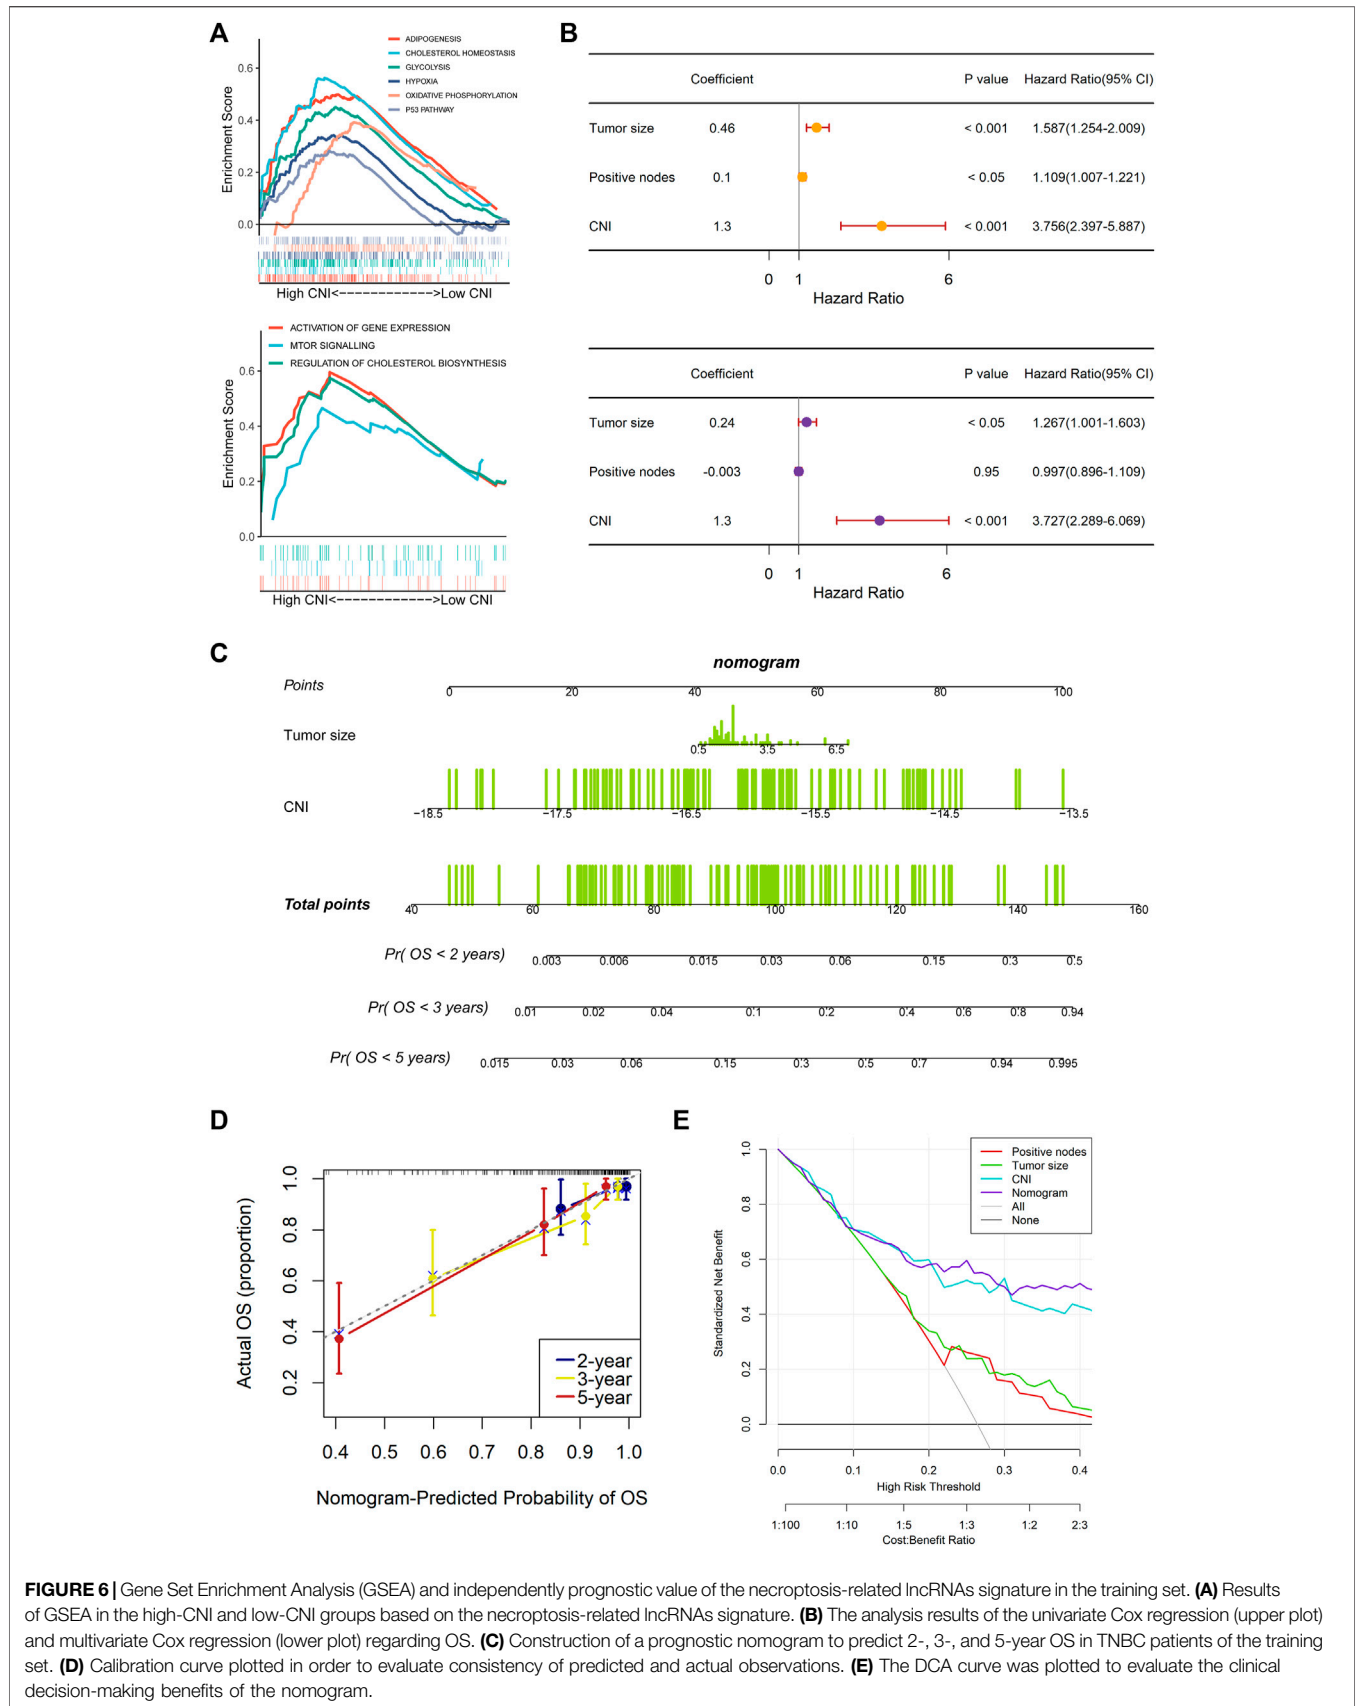 A
ADIPOGENESIS
CHOLESTEROL HOMEOSTASIS
GLYCOLYSIS
HYPOXIA
OXIDATIVE PHOSPHORYLATION
P53 PATHWAY
Enrichment Score
0.6
0.4
0.2
0.0
High CNI<------------->Low CNI
ACTIVATION OF GENE EXPRESSION
MTOR SIGNALLING
REGULATION OF CHOLESTEROL BIOSYNTHESIS
Enrichment Score
0.6
0.4
0.2
0.0
High CNI<------------->Low CNI
B
Coefficient P value Hazard Ratio(95% CI)
Tumor size 0.46 < 0.001 1.587(1.254-2.009)
Positive nodes 0.1 < 0.05 1.109(1.007-1.221)
CNI 1.3 < 0.001 3.756(2.397-5.887)
0 1 6
Hazard Ratio
Coefficient P value Hazard Ratio(95% CI)
Tumor size 0.24 < 0.05 1.267(1.001-1.603)
Positive nodes -0.003 0.95 0.997(0.896-1.109)
CNI 1.3 < 0.001 3.727(2.289-6.069)
0 1 6
Hazard Ratio
C
nomogram
Points 0 20 40 60 80 100
Tumor size 0.5 3.5 6.5
CNI −18.5 −17.5 −16.5 −15.5 −14.5 −13.5
Total points 40 60 80 100 120 140 160
Pr( OS < 2 years) 0.003 0.006 0.015 0.03 0.06 0.15 0.3 0.5
Pr( OS < 3 years) 0.01 0.02 0.04 0.1 0.2 0.4 0.6 0.8 0.94
Pr( OS < 5 years) 0.015 0.03 0.06 0.15 0.3 0.5 0.7 0.94 0.995
D
Actual OS (proportion)
1.0
0.8
0.6
0.4
0.2
2-year
3-year
5-year
0.4 0.5 0.6 0.7 0.8 0.9 1.0
Nomogram-Predicted Probability of OS
E
Standardized Net Benefit
1.0
0.8
0.6
0.4
0.2
0.0
Positive nodes
Tumor size
CNI
Nomogram
All
None
0.0 0.1 0.2 0.3 0.4
High Risk Threshold
1:100 1:10 1:5 1:3 1:2 2:3
Cost:Benefit Ratio
FIGURE 6 | Gene Set Enrichment Analysis (GSEA) and independently prognostic value of the necroptosis-related lncRNAs signature in the training set. (A) Results
of GSEA in the high-CNI and low-CNI groups based on the necroptosis-related lncRNAs signature. (B) The analysis results of the univariate Cox regression (upper plot)
and multivariate Cox regression (lower plot) regarding OS. (C) Construction of a prognostic nomogram to predict 2-, 3-, and 5-year OS in TNBC patients of the training
set. (D) Calibration curve plotted in order to evaluate consistency of predicted and actual observations. (E) The DCA curve was plotted to evaluate the clinical
decision-making benefits of the nomogram.